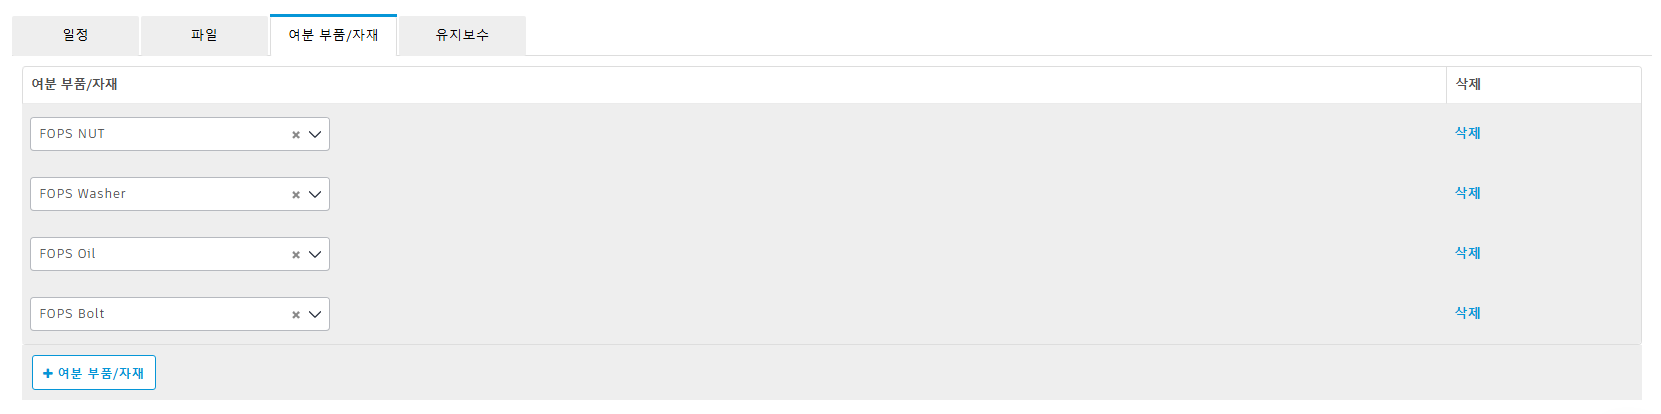 일정 파일 여분 부품/자재 유지보수
여분 부품/자재 삭제
FOPS NUT 삭제
FOPS Washer 삭제
FOPS Oil 삭제
FOPS Bolt 삭제
+ 여분 부품/자재